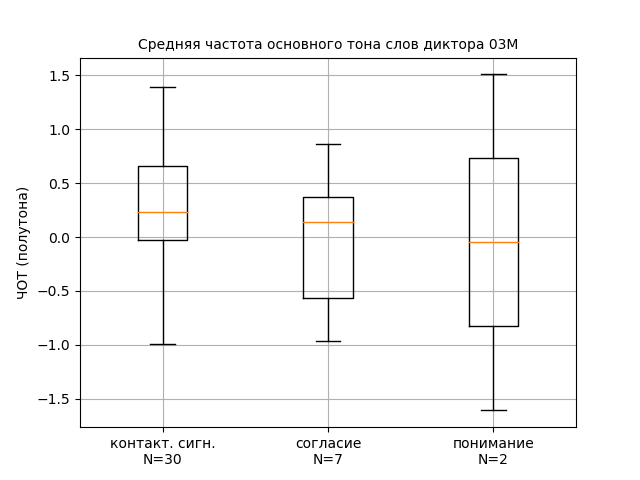 Средняя частота основного тона слов диктора 03М
ЧОТ (полутона)
1.5
1.0
0.5
0.0
−0.5
−1.0
−1.5
контакт. сигн.
N=30
согласие
N=7
понимание
N=2